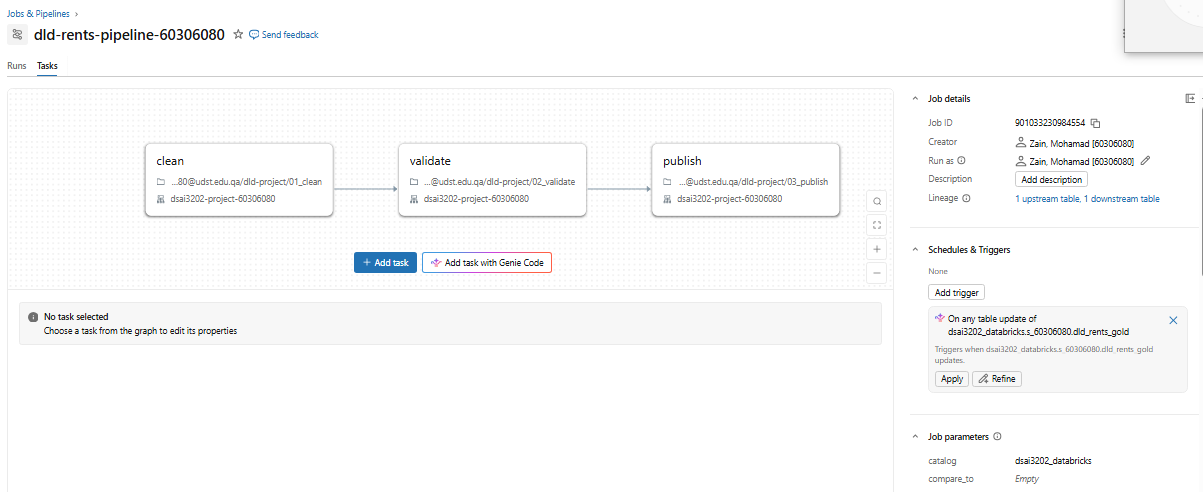 Jobs & Pipelines ›
dld-rents-pipeline-60306080 Send feedback
Runs Tasks
clean
...80@udst.edu.qa/dld-project/01_clean
dsai3202-project-60306080
validate
...@udst.edu.qa/dld-project/02_validate
dsai3202-project-60306080
publish
...@udst.edu.qa/dld-project/03_publish
dsai3202-project-60306080
+ Add task
Add task with Genie Code
No task selected
Choose a task from the graph to edit its properties
Job details
Job ID 901033230984554
Creator Zain, Mohamad [60306080]
Run as Zain, Mohamad [60306080]
Description Add description
Lineage 1 upstream table, 1 downstream table
Schedules & Triggers
None
Add trigger
On any table update of
dsai3202_databricks.s_60306080.dld_rents_gold
Triggers when dsai3202_databricks.s_60306080.dld_rents_gold
updates.
Apply Refine
Job parameters
catalog dsai3202_databricks
compare_to Empty